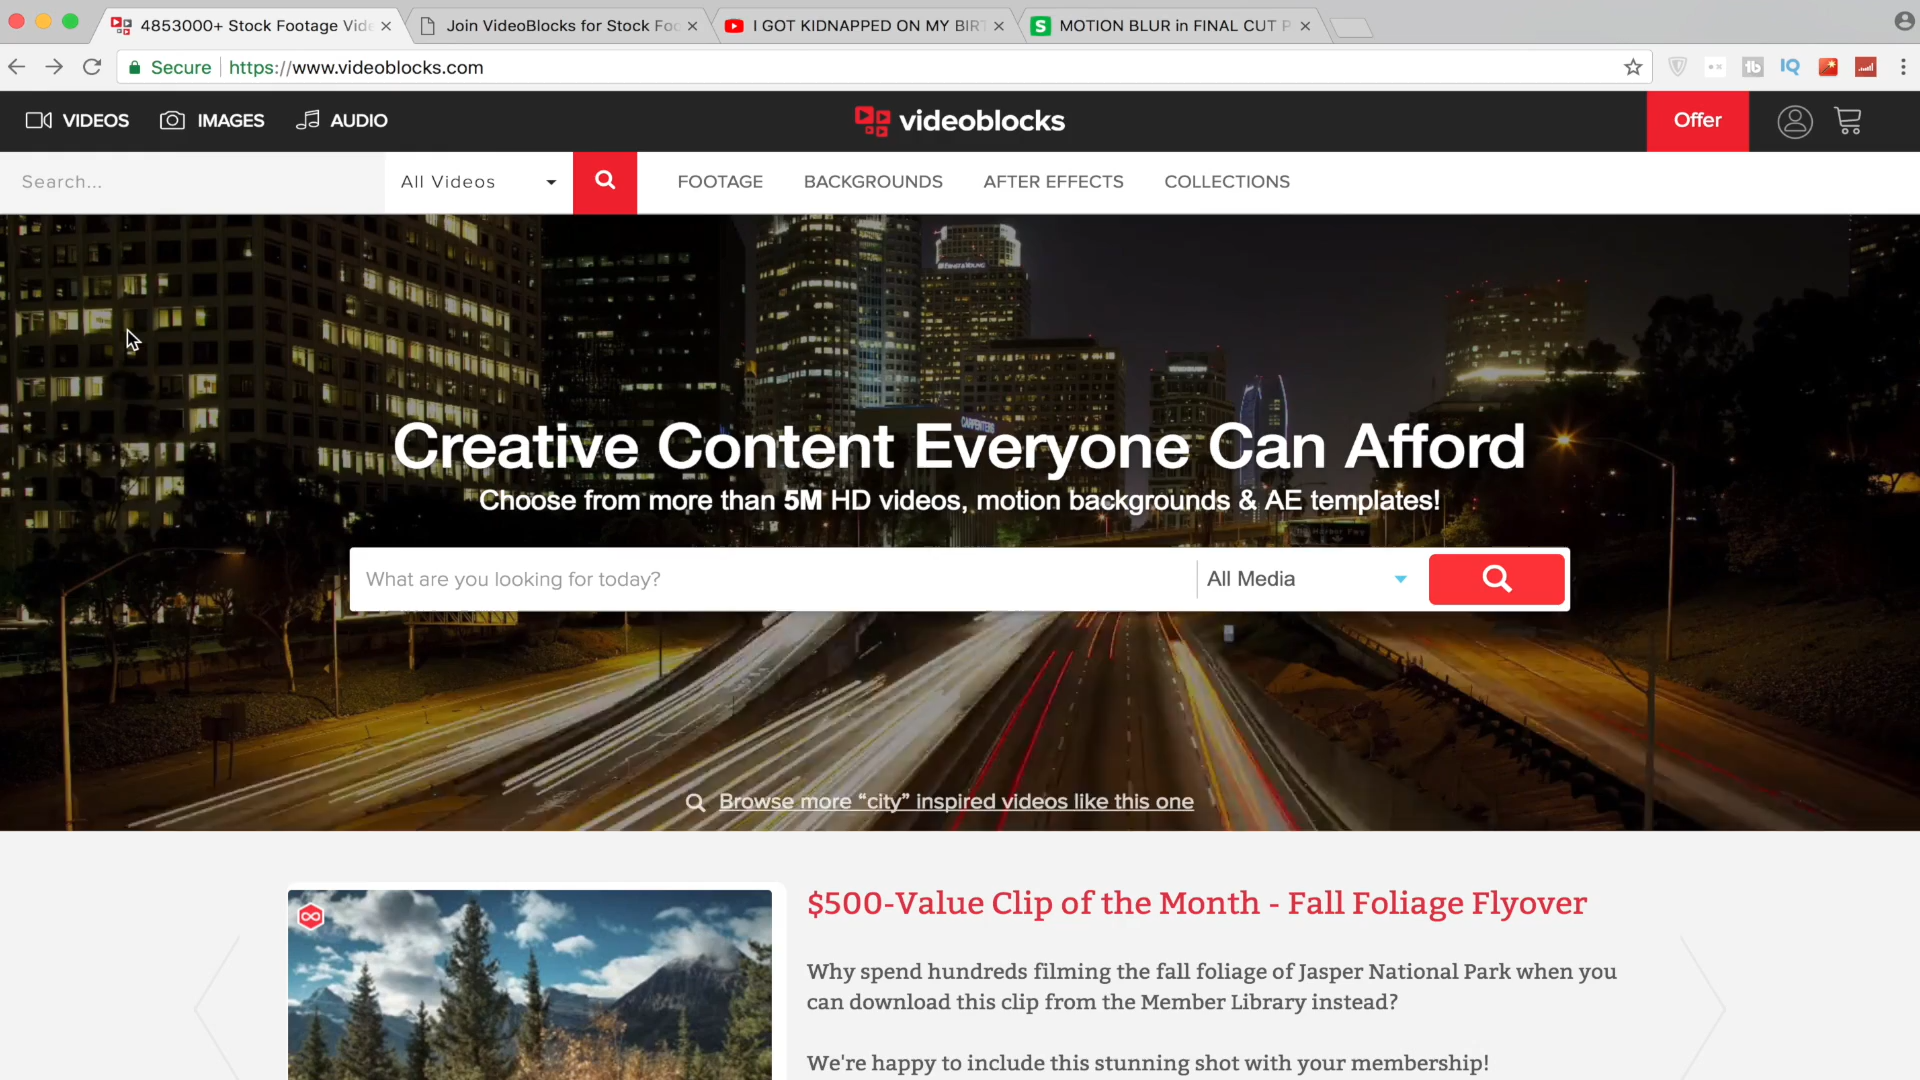 4853000+ Stock Footage Vide
Join VideoBlocks for Stock Foo
I GOT KIDNAPPED ON MY BIRT
MOTION BLUR in FINAL CUT P
Secure
https://www.videoblocks.com
VIDEOS
IMAGES
AUDIO
videoblocks
Offer
Search...
All Videos
FOOTAGE
BACKGROUNDS
AFTER EFFECTS
COLLECTIONS
CARPENTERS
Creative Content Everyone Can Afford
Choose from more than 5M HD videos, motion backgrounds & AE templates!
What are you looking for today?
All Media
Browse more “city” inspired videos like this one
$500-Value Clip of the Month - Fall Foliage Flyover
Why spend hundreds filming the fall foliage of Jasper National Park when you
can download this clip from the Member Library instead?
We're happy to include this stunning shot with your membership!